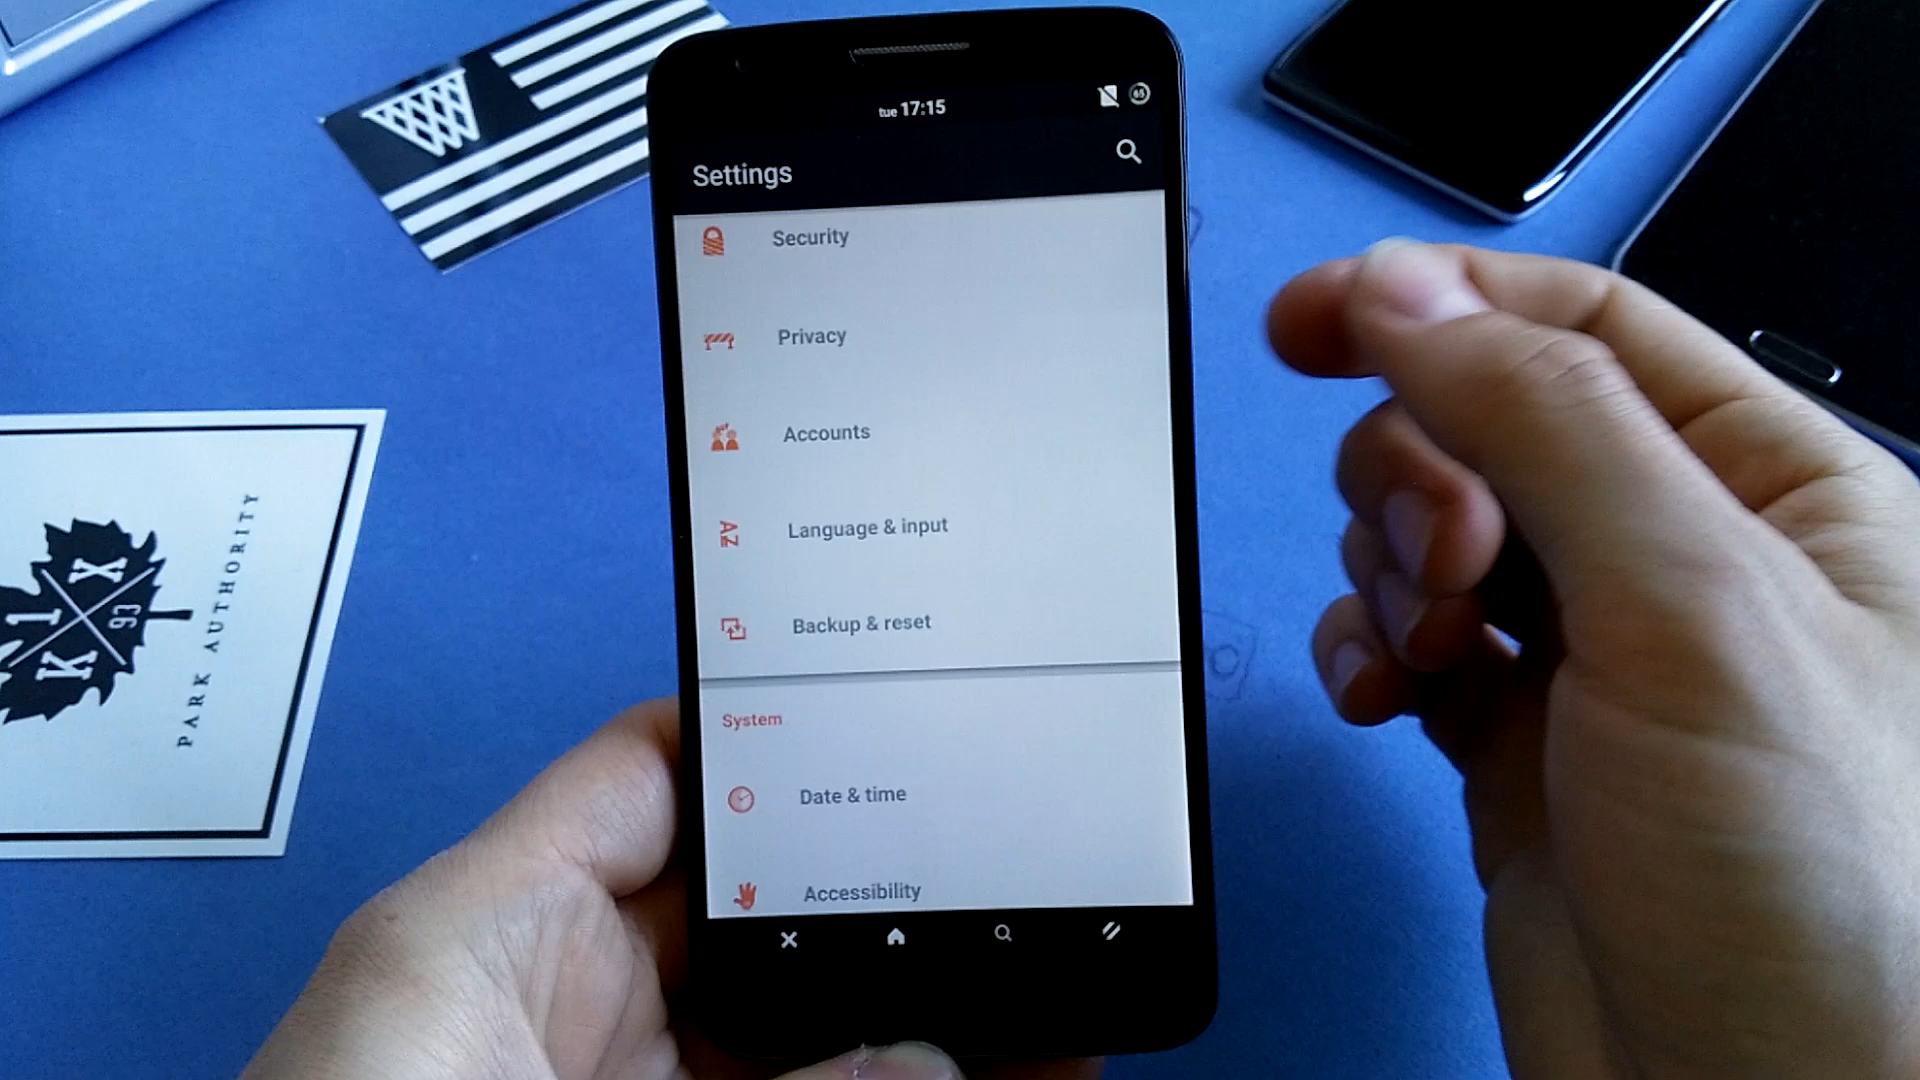 tue 17:15
65
Settings
Security
Privacy
Accounts
Language & input
Backup & reset
System
Date & time
Accessibility
K1X
93
PARK AUTHORITY